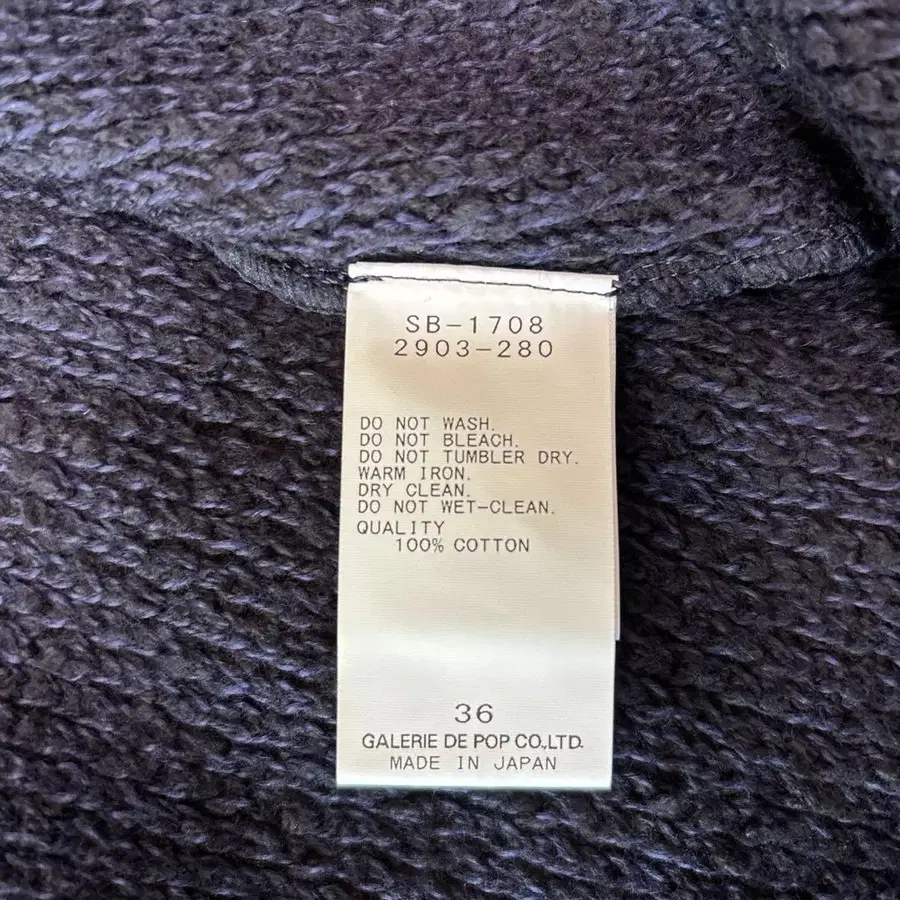 SB-1708
2903-280
DO NOT WASH.
DO NOT BLEACH.
DO NOT TUMBLER DRY.
WARM IRON.
DRY CLEAN.
DO NOT WET-CLEAN.
QUALITY
100% COTTON
36
GALERIE DE POP CO.,LTD.
MADE IN JAPAN